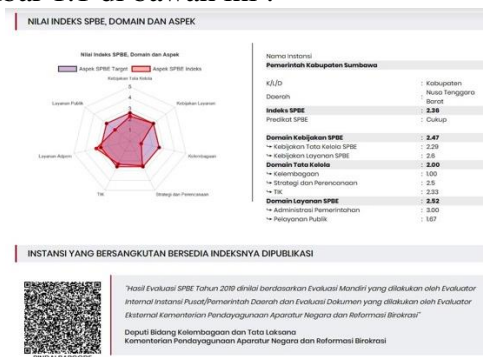 NILAI INDEKS SPBE, DOMAIN DAN ASPEK
Nilai Indeks SPBE, Domain dan Aspek
Aspek SPBE Target Aspek SPBE Indeks
Kebijakan Tata Kelola
5
4
3
2
1
Kebijakan Layanan
Kelembagaan
Strategi dan Perencanaan
TIK
Layanan Adpem
Layanan Publik
Nama Instansi
Pemerintah Kabupaten Sumbawa
K/L/D : Kabupaten
Daerah : Nusa Tenggara
Barat
Indeks SPBE : 2.36
Predikat SPBE : Cukup
Domain Kebijakan SPBE : 2.47
↪ Kebijakan Tata Kelola SPBE : 2.29
↪ Kebijakan Layanan SPBE : 2.6
Domain Tata Kelola : 2.00
↪ Kelembagaan : 1.00
↪ Strategi dan Perencanaan : 2.5
↪ TIK : 2.33
Domain Layanan SPBE : 2.52
↪ Administrasi Pemerintahan : 3.00
↪ Pelayanan Publik : 1.67
INSTANSI YANG BERSANGKUTAN BERSEDIA INDEKSNYA DIPUBLIKASI
"Hasil Evaluasi SPBE Tahun 2019 dinilai berdasarkan Evaluasi Mandiri yang dilakukan oleh Evaluator
Internal Instansi Pusat/Pemerintah Daerah dan Evaluasi Dokumen yang dilakukan oleh Evaluator
Eksternal Kementerian Pendayagunaan Aparatur Negara dan Reformasi Birokrasi"
Deputi Bidang Kelembagaan dan Tata Laksana
Kementerian Pendayagunaan Aparatur Negara dan Reformasi Birokrasi